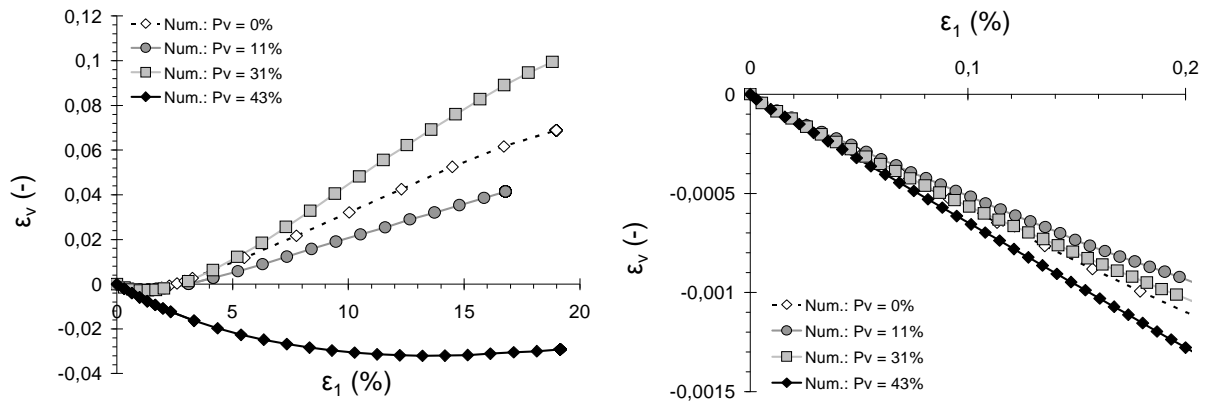 0,12
0,1
0,08
0,06
0,04
0,02
0
-0,02
-0,04
εv (-)
Num.: Pv = 0%
Num.: Pv = 11%
Num.: Pv = 31%
Num.: Pv = 43%
0 5 10 15 20
ε1 (%)
ε1 (%)
0 0,1 0,2
0
-0,0005
-0,001
-0,0015
εv (-)
Num.: Pv = 0%
Num.: Pv = 11%
Num.: Pv = 31%
Num.: Pv = 43%